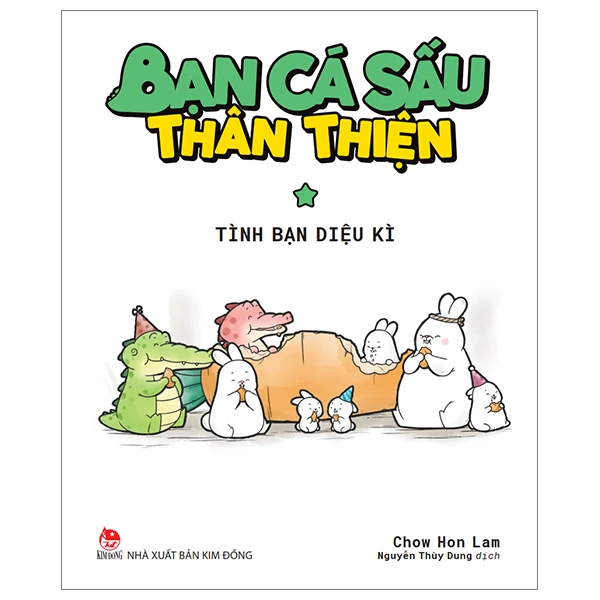 BẠN CÁ SẤU
THÂN THIỆN
TÌNH BẠN DIỆU KÌ
Chow Hon Lam
Nguyễn Thùy Dung dịch
KIM ĐỒNG
NHÀ XUẤT BẢN KIM ĐỒNG